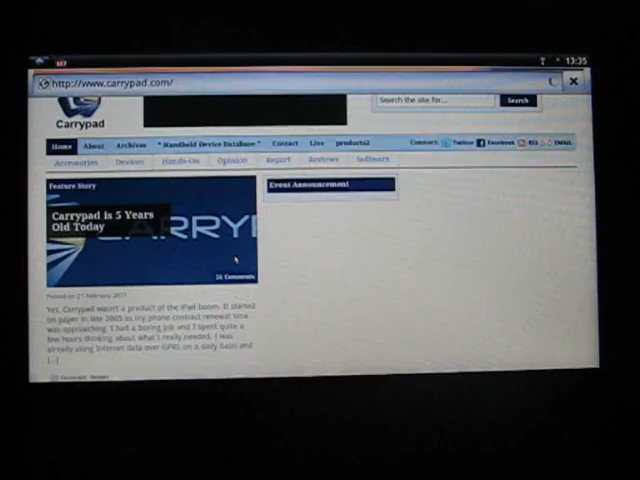 13:35
http://www.carrypad.com/
Carrypad
Search the site for...
Search
Home About Archives * Handheld Device Database * Contact Live products2 Connect: Twitter Facebook RSS EMAIL
Accessories Devices Hands-On Opinion Report Reviews Software
Feature Story
Carrypad is 5 Years
Old Today
CARRYP
24 Comments
Event Announcement
Posted on 21 February 2011
Yes, Carrypad wasn't a product of the iPad boom. It started
on paper in late 2005 as my phone contract renewal time
was approaching. I had a boring job and I spent quite a
few hours thinking about what I really needed. I was
already using Internet data over GPRS on a daily basis and
[...]